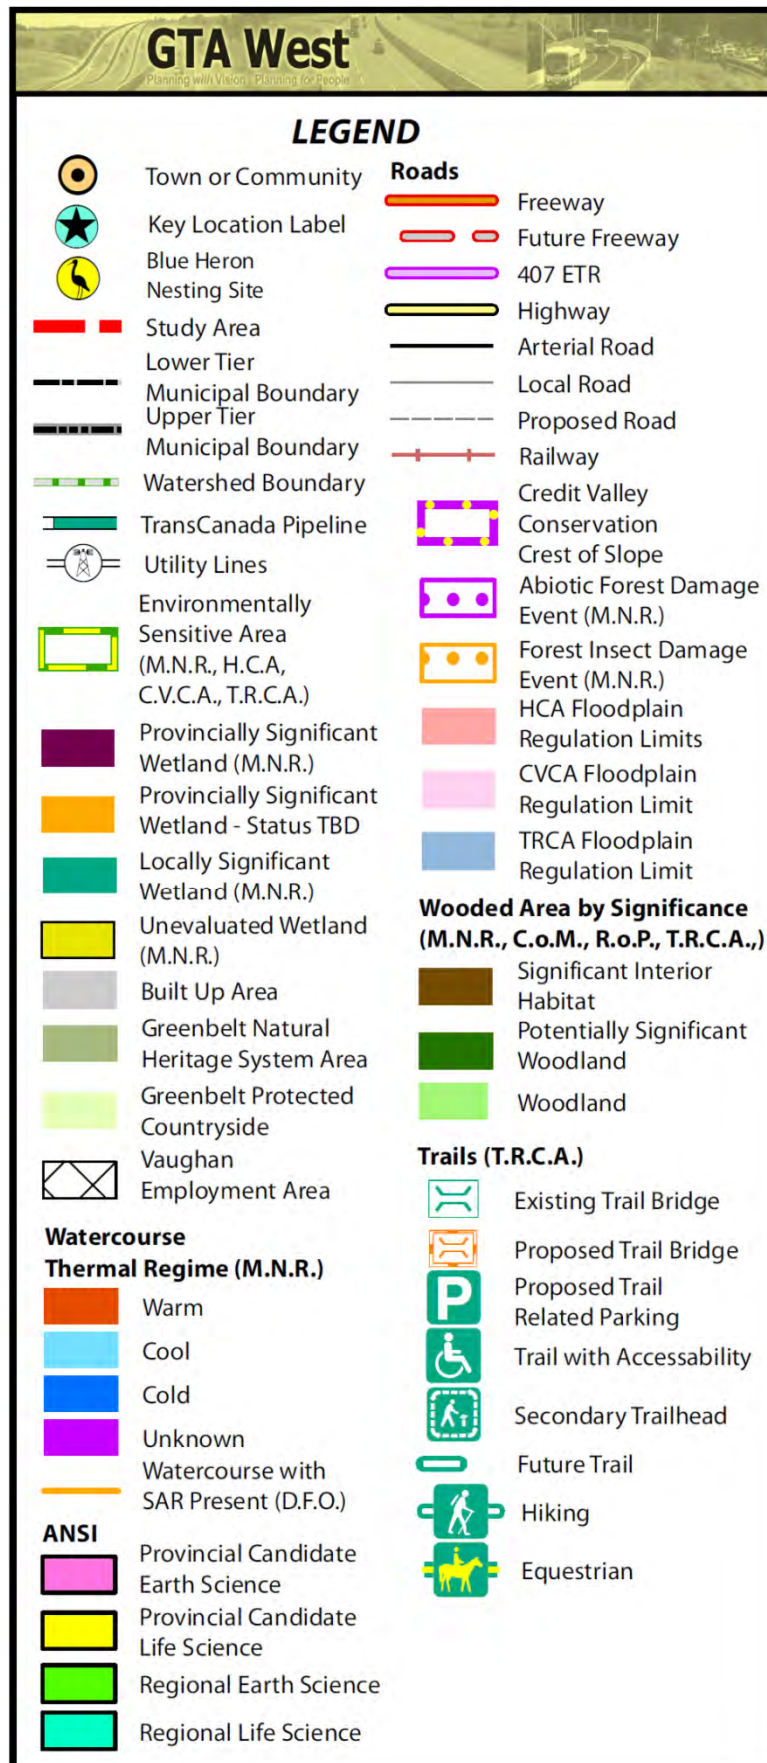 GTA West
Planning with Vision | Planning for People
LEGEND
Town or Community
Key Location Label
Blue Heron
Nesting Site
Study Area
Lower Tier
Municipal Boundary
Upper Tier
Municipal Boundary
Watershed Boundary
TransCanada Pipeline
Utility Lines
Environmentally
Sensitive Area
(M.N.R., H.C.A,
C.V.C.A., T.R.C.A.)
Provincially Significant
Wetland (M.N.R.)
Provincially Significant
Wetland - Status TBD
Locally Significant
Wetland (M.N.R.)
Unevaluated Wetland
(M.N.R.)
Built Up Area
Greenbelt Natural
Heritage System Area
Greenbelt Protected
Countryside
Vaughan
Employment Area
Watercourse
Thermal Regime (M.N.R.)
Warm
Cool
Cold
Unknown
Watercourse with
SAR Present (D.F.O.)
ANSI
Provincial Candidate
Earth Science
Provincial Candidate
Life Science
Regional Earth Science
Regional Life Science
Roads
Freeway
Future Freeway
407 ETR
Highway
Arterial Road
Local Road
Proposed Road
Railway
Credit Valley
Conservation
Crest of Slope
Abiotic Forest Damage
Event (M.N.R.)
Forest Insect Damage
Event (M.N.R.)
HCA Floodplain
Regulation Limits
CVCA Floodplain
Regulation Limit
TRCA Floodplain
Regulation Limit
Wooded Area by Significance
(M.N.R., C.o.M., R.o.P., T.R.C.A.,)
Significant Interior
Habitat
Potentially Significant
Woodland
Woodland
Trails (T.R.C.A.)
Existing Trail Bridge
Proposed Trail Bridge
P
Proposed Trail
Related Parking
Trail with Accessability
Secondary Trailhead
Future Trail
Hiking
Equestrian